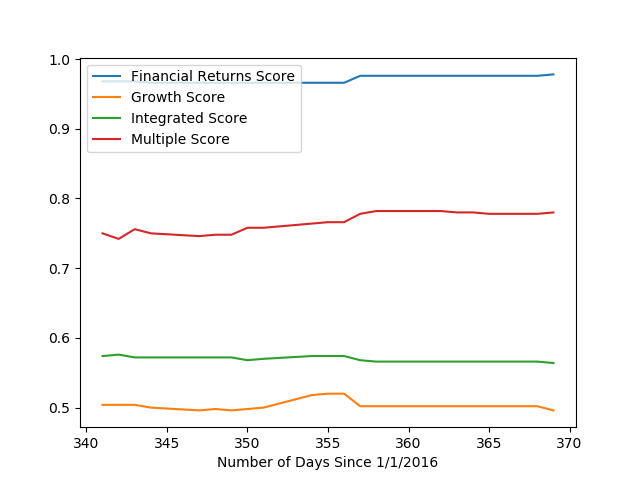 1.0
0.9
0.8
0.7
0.6
0.5
Financial Returns Score
Growth Score
Integrated Score
Multiple Score
340 345 350 355 360 365 370
Number of Days Since 1/1/2016